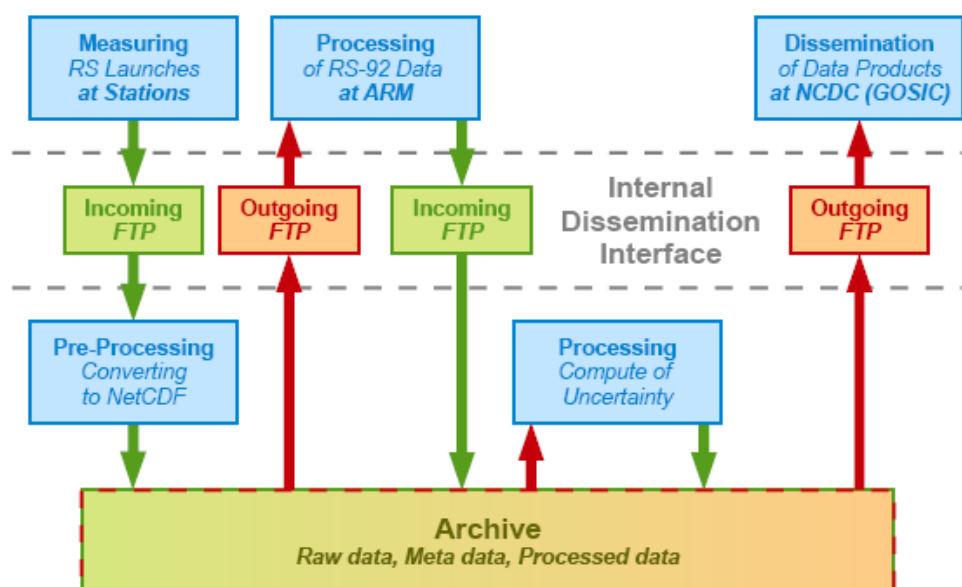 Measuring
RS Launches
at Stations
Processing
of RS-92 Data
at ARM
Dissemination
of Data Products
at NCDC (GOSIC)
Incoming
FTP
Outgoing
FTP
Incoming
FTP
Internal
Dissemination
Interface
Outgoing
FTP
Pre-Processing
Converting
to NetCDF
Processing
Compute of
Uncertainty
Archive
Raw data, Meta data, Processed data